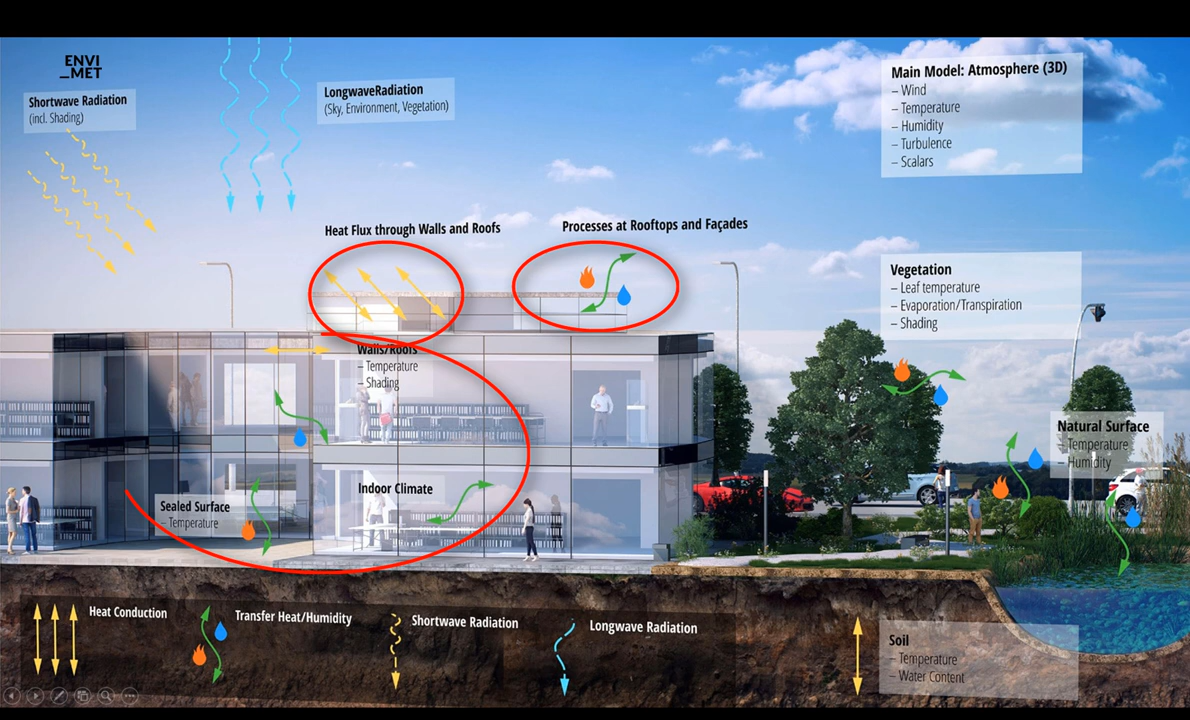 ENVI
_MET
Shortwave Radiation
(incl. Shading)
LongwaveRadiation
(Sky, Environment, Vegetation)
Main Model: Atmosphere (3D)
– Wind
– Temperature
– Humidity
– Turbulence
– Scalars
Heat Flux through Walls and Roofs
Processes at Rooftops and Façades
Vegetation
– Leaf temperature
– Evaporation/Transpiration
– Shading
Walls/Roofs
– Temperature
– Shading
Natural Surface
– Temperature
– Humidity
Indoor Climate
Sealed Surface
– Temperature
Heat Conduction
Transfer Heat/Humidity
Shortwave Radiation
Longwave Radiation
Soil
– Temperature
– Water Content